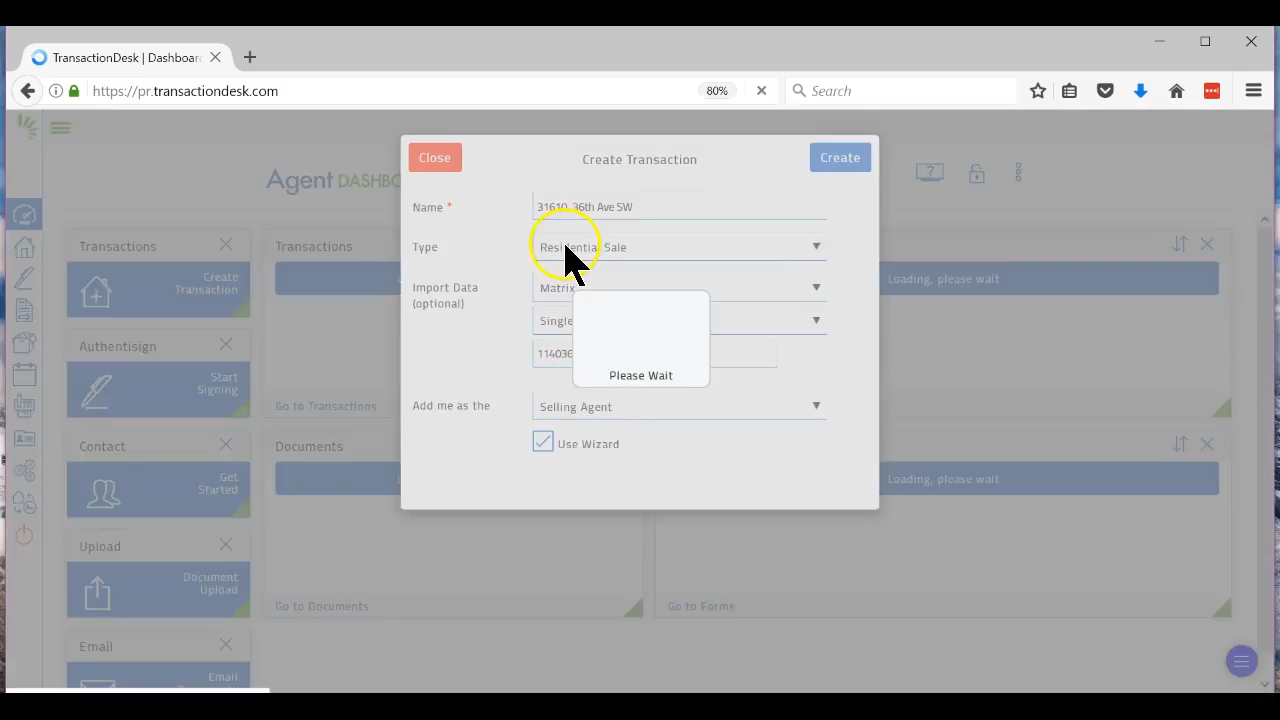 TransactionDesk | Dashboar
https://pr.transactiondesk.com
80%
Search
Agent DASHBO
Close
Create Transaction
Create
Name *
31610 36th Ave SW
Type
Residential Sale
Import Data
(optional)
Matrix
Single
114036
Please Wait
Add me as the
Selling Agent
Use Wizard
Transactions
Create
Transaction
Authentisign
Start
Signing
Contact
Get
Started
Upload
Document
Upload
Email
Email
Transactions
L
Go to Transactions
Loading, please wait
Documents
L
Go to Documents
Loading, please wait
Go to Forms